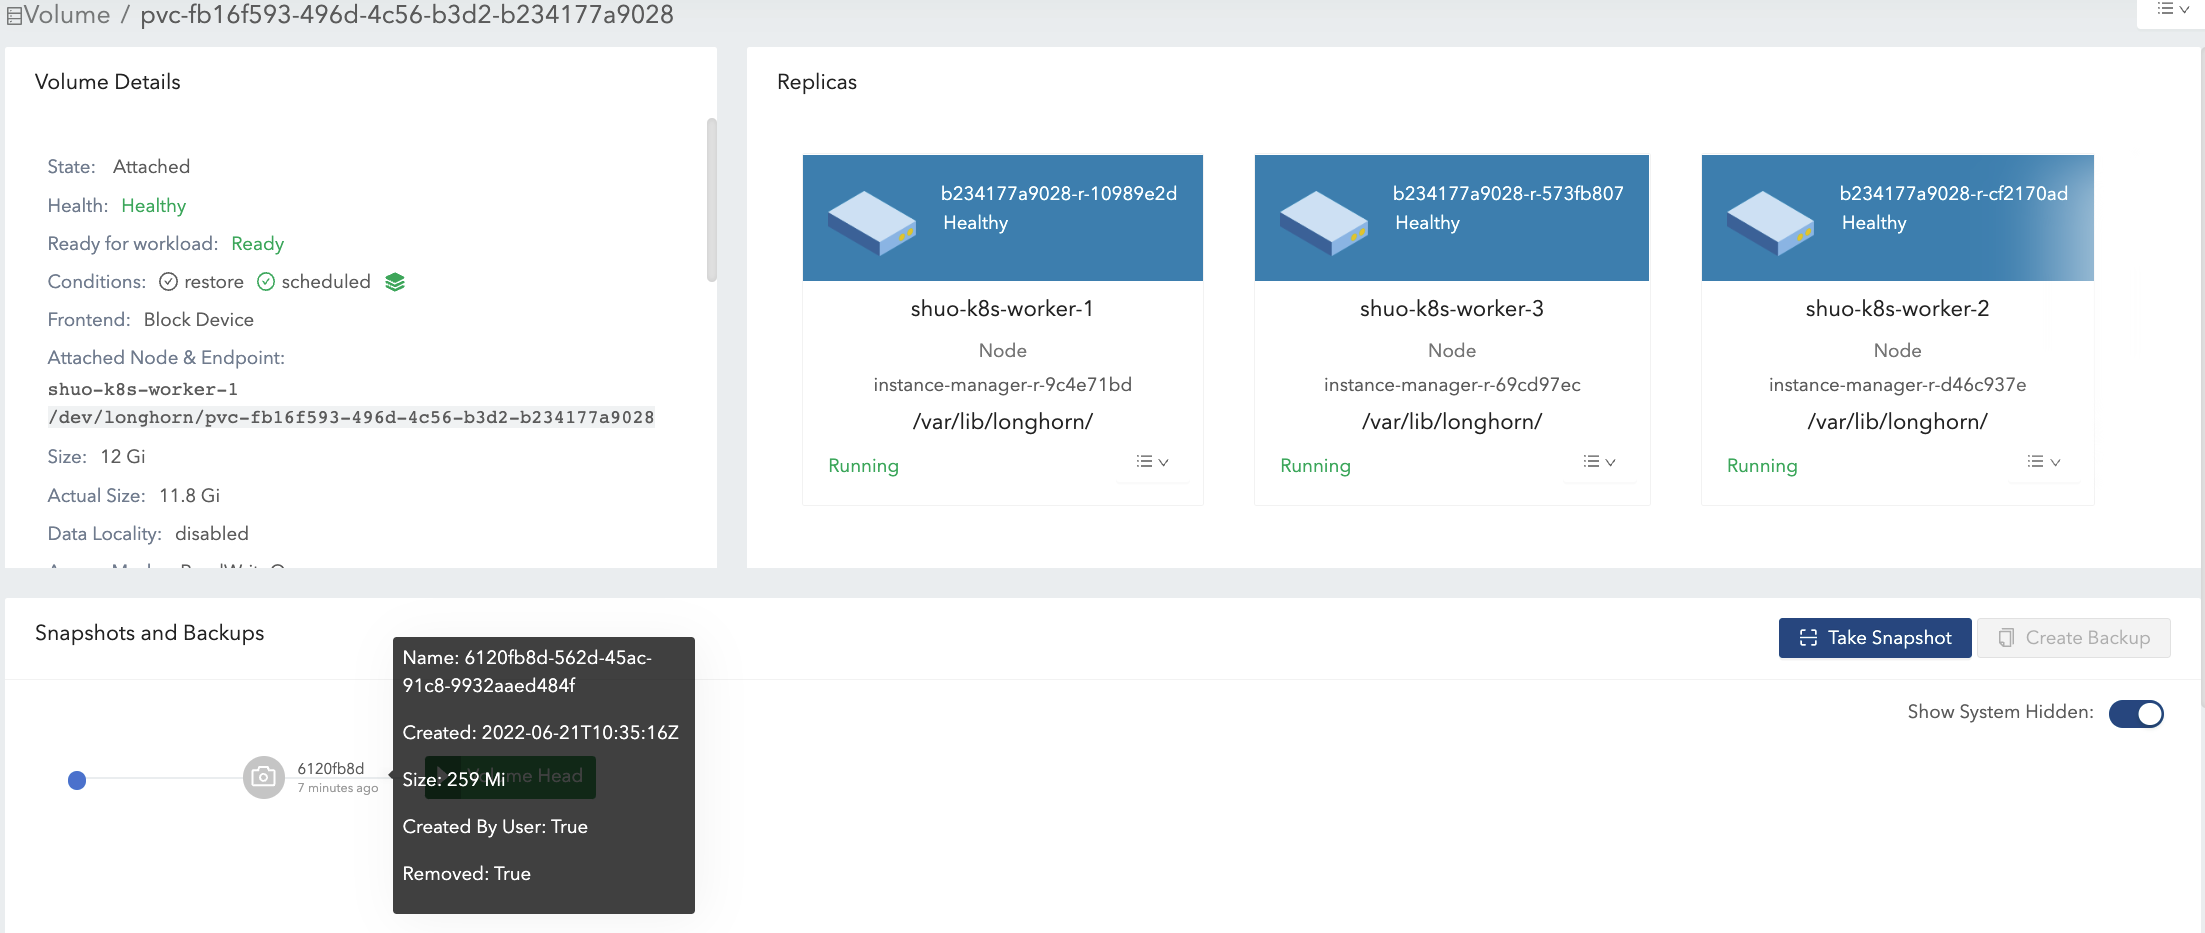 Volume / pvc-fb16f593-496d-4c56-b3d2-b234177a9028
Volume Details
State: Attached
Health: Healthy
Ready for workload: Ready
Conditions: restore scheduled
Frontend: Block Device
Attached Node & Endpoint:
shuo-k8s-worker-1
/dev/longhorn/pvc-fb16f593-496d-4c56-b3d2-b234177a9028
Size: 12 Gi
Actual Size: 11.8 Gi
Data Locality: disabled
Replicas
b234177a9028-r-10989e2d
Healthy
shuo-k8s-worker-1
Node
instance-manager-r-9c4e71bd
/var/lib/longhorn/
Running
b234177a9028-r-573fb807
Healthy
shuo-k8s-worker-3
Node
instance-manager-r-69cd97ec
/var/lib/longhorn/
Running
b234177a9028-r-cf2170ad
Healthy
shuo-k8s-worker-2
Node
instance-manager-r-d46c937e
/var/lib/longhorn/
Running
Snapshots and Backups
Take Snapshot
Create Backup
Show System Hidden:
6120fb8d
7 minutes ago
Name: 6120fb8d-562d-45ac-
91c8-9932aaed484f
Created: 2022-06-21T10:35:16Z
Size: 259 Mi
Head
Created By User: True
Removed: True